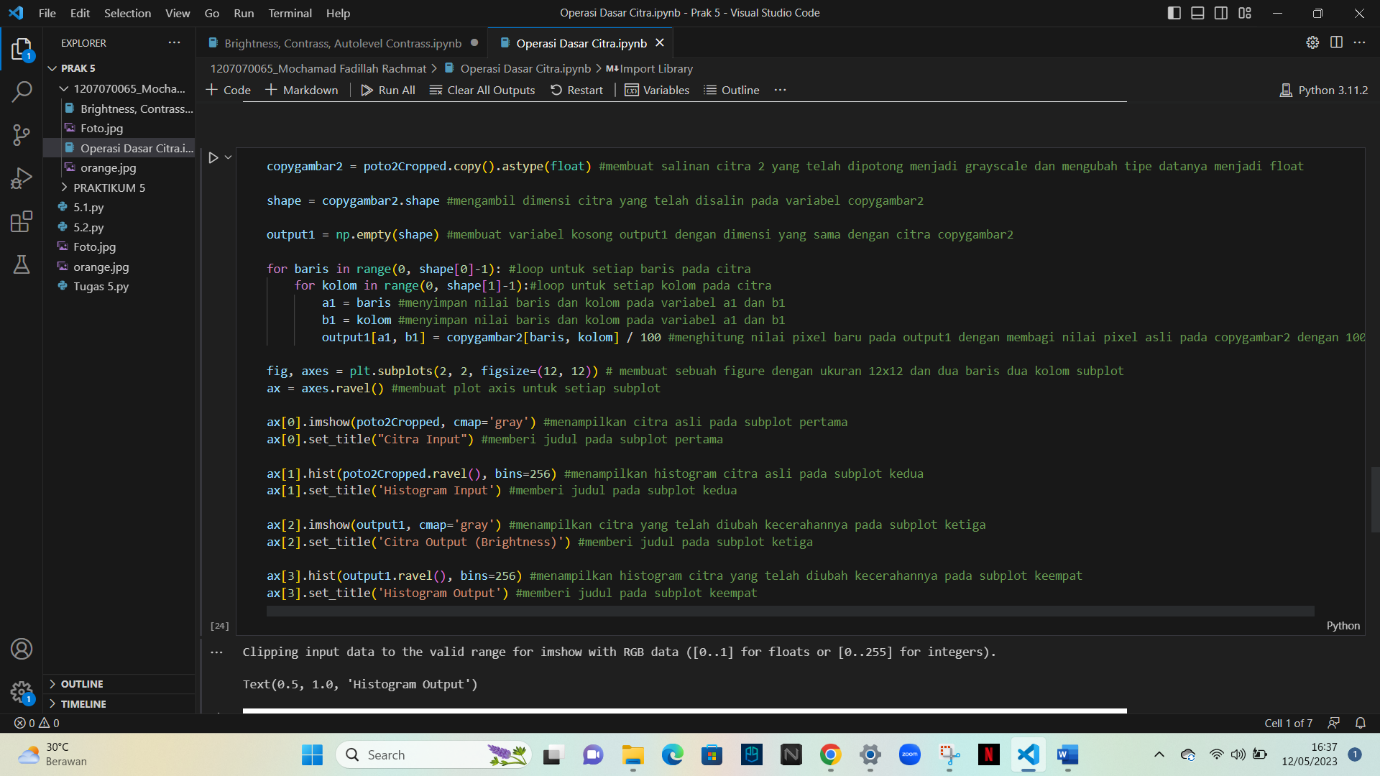 File Edit Selection View Go Run Terminal Help
Operasi Dasar Citra.ipynb - Prak 5 - Visual Studio Code
EXPLORER
Brightness, Contrass, Autolevel Contrass.ipynb
Operasi Dasar Citra.ipynb
PRAK 5
1207070065_Mochamad Fadillah Rachmat > Operasi Dasar Citra.ipynb > M↓Import Library
1207070065_Mocha...
Code Markdown Run All Clear All Outputs Restart Variables Outline ... Python 3.11.2
Brightness, Contrass...
Foto.jpg
Operasi Dasar Citra.i...
orange.jpg
PRAKTIKUM 5
5.1.py
5.2.py
Foto.jpg
orange.jpg
Tugas 5.py
copygambar2 = poto2Cropped.copy().astype(float) #membuat salinan citra 2 yang telah dipotong menjadi grayscale dan mengubah tipe datanya menjadi float
shape = copygambar2.shape #mengambil dimensi citra yang telah disalin pada variabel copygambar2
output1 = np.empty(shape) #membuat variabel kosong output1 dengan dimensi yang sama dengan citra copygambar2
for baris in range(0, shape[0]-1): #loop untuk setiap baris pada citra
for kolom in range(0, shape[1]-1):#loop untuk setiap kolom pada citra
a1 = baris #menyimpan nilai baris dan kolom pada variabel a1 dan b1
b1 = kolom #menyimpan nilai baris dan kolom pada variabel a1 dan b1
output1[a1, b1] = copygambar2[baris, kolom] / 100 #menghitung nilai pixel baru pada output1 dengan membagi nilai pixel asli pada copygambar2 dengan 100
fig, axes = plt.subplots(2, 2, figsize=(12, 12)) # membuat sebuah figure dengan ukuran 12x12 dan dua baris dua kolom subplot
ax = axes.ravel() #membuat plot axis untuk setiap subplot
ax[0].imshow(poto2Cropped, cmap='gray') #menampilkan citra asli pada subplot pertama
ax[0].set_title("Citra Input") #memberi judul pada subplot pertama
ax[1].hist(poto2Cropped.ravel(), bins=256) #menampilkan histogram citra asli pada subplot kedua
ax[1].set_title('Histogram Input') #memberi judul pada subplot kedua
ax[2].imshow(output1, cmap='gray') #menampilkan citra yang telah diubah kecerahannya pada subplot ketiga
ax[2].set_title('Citra Output (Brightness)') #memberi judul pada subplot ketiga
ax[3].hist(output1.ravel(), bins=256) #menampilkan histogram citra yang telah diubah kecerahannya pada subplot keempat
ax[3].set_title('Histogram Output') #memberi judul pada subplot keempat
[24]
Python
Clipping input data to the valid range for imshow with RGB data ([0..1] for floats or [0..255] for integers).
Text(0.5, 1.0, 'Histogram Output')
OUTLINE
TIMELINE
0 0
Cell 1 of 7
30°C
Berawan
Search
zoom
16:37
12/05/2023
1